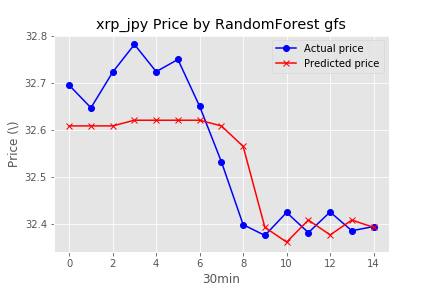 xrp_jpy Price by RandomForest gfs
Actual price
Predicted price
Price (\)
32.8
32.7
32.6
32.5
32.4
0 2 4 6 8 10 12 14
30min